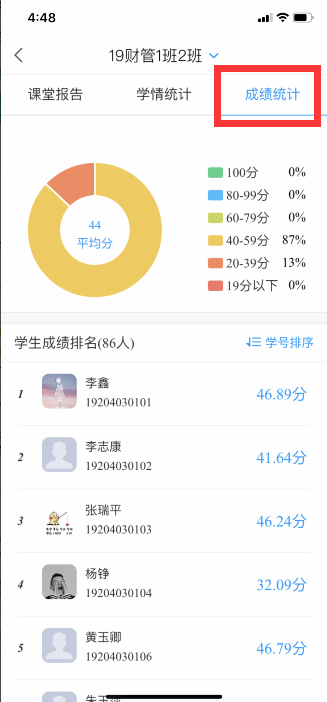 4:48
19财管1班2班
课堂报告 学情统计 成绩统计
44
平均分
100分 0%
80-99分 0%
60-79分 0%
40-59分 87%
20-39分 13%
19分以下 0%
学生成绩排名(86人) 学号排序
1 李鑫 46.89分
19204030101
2 李志康 41.64分
19204030102
3 张瑞平 46.24分
19204030103
4 杨铮 32.09分
19204030104
5 黄玉卿 46.79分
19204030106